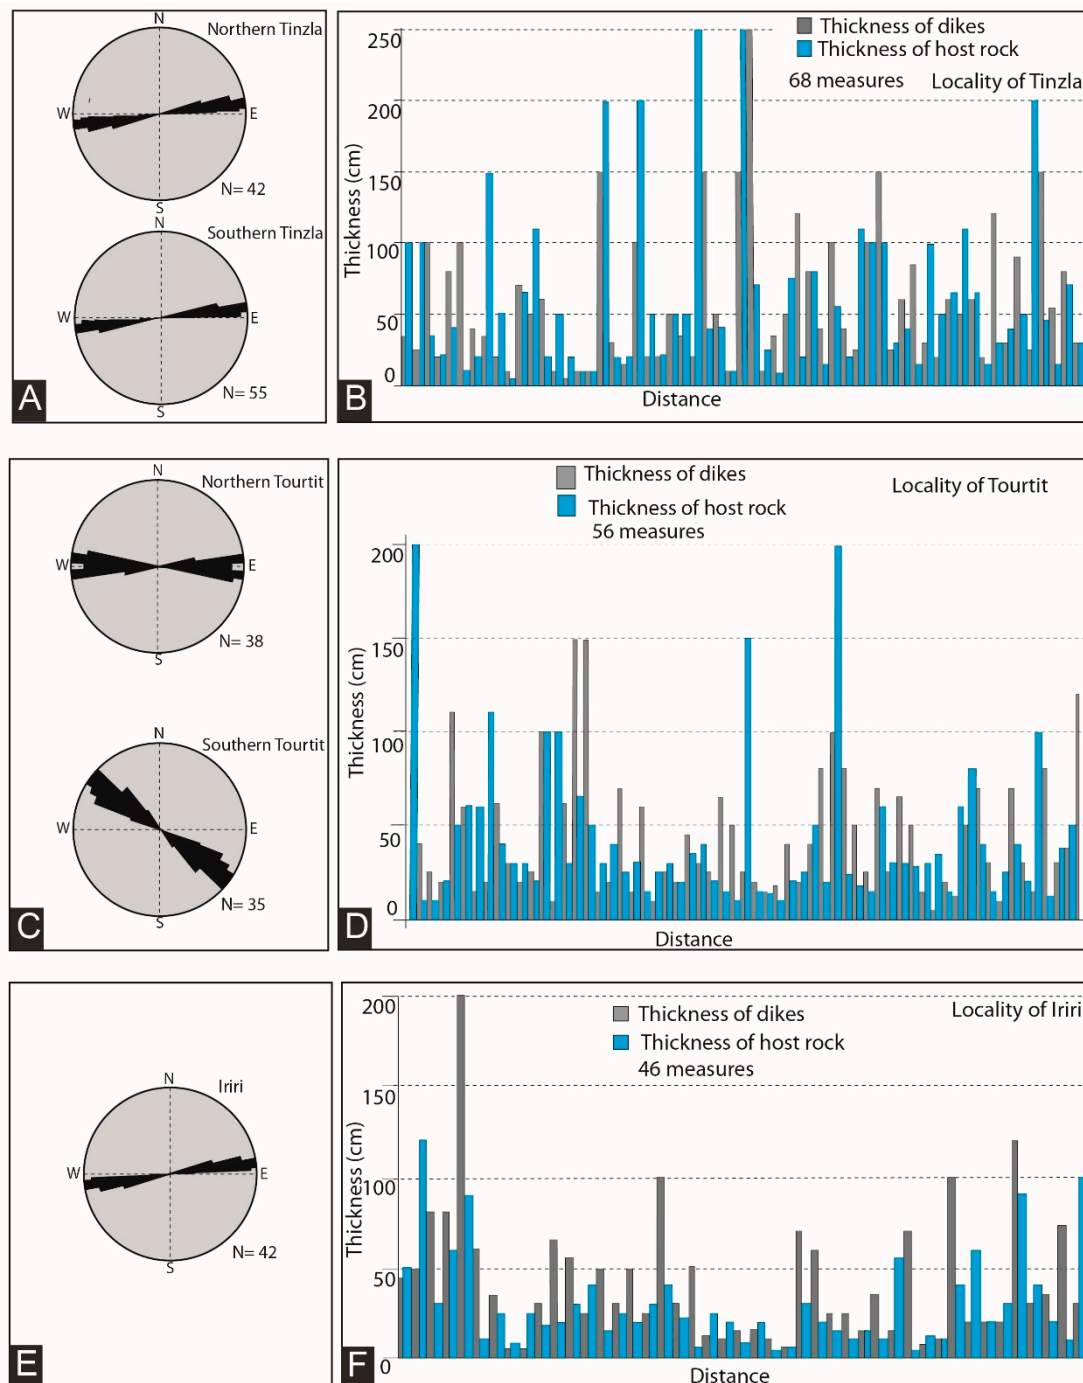 N
Northern Tinzla
W
E
S
N= 42
N
Southern Tinzla
W
E
S
N= 55
A
Thickness of dikes
Thickness of host rock
68 measures
Locality of Tinzla
250
200
150
100
50
0
Thickness (cm)
Distance
B
N
Northern Tourtit
W
E
S
N= 38
N
Southern Tourtit
W
E
S
N= 35
C
Thickness of dikes
Thickness of host rock
56 measures
Locality of Tourtit
200
150
100
50
0
Thickness (cm)
Distance
D
N
Iriri
W
E
S
N= 42
E
Thickness of dikes
Thickness of host rock
46 measures
Locality of Iriri
200
150
100
50
0
Thickness (cm)
Distance
F